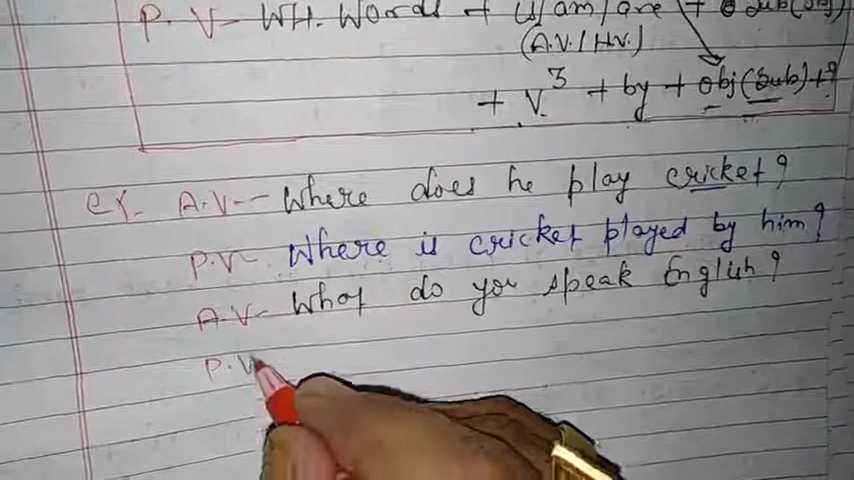 P. V- WH. Words + is/am/are + Sub(obj)
(A.V./H.V.)
+ V³ + by + obj(Sub)+?
ex. A.V-- Where does he play cricket?
P.V- Where is cricket played by him?
A.V- What do you speak English?
P.V